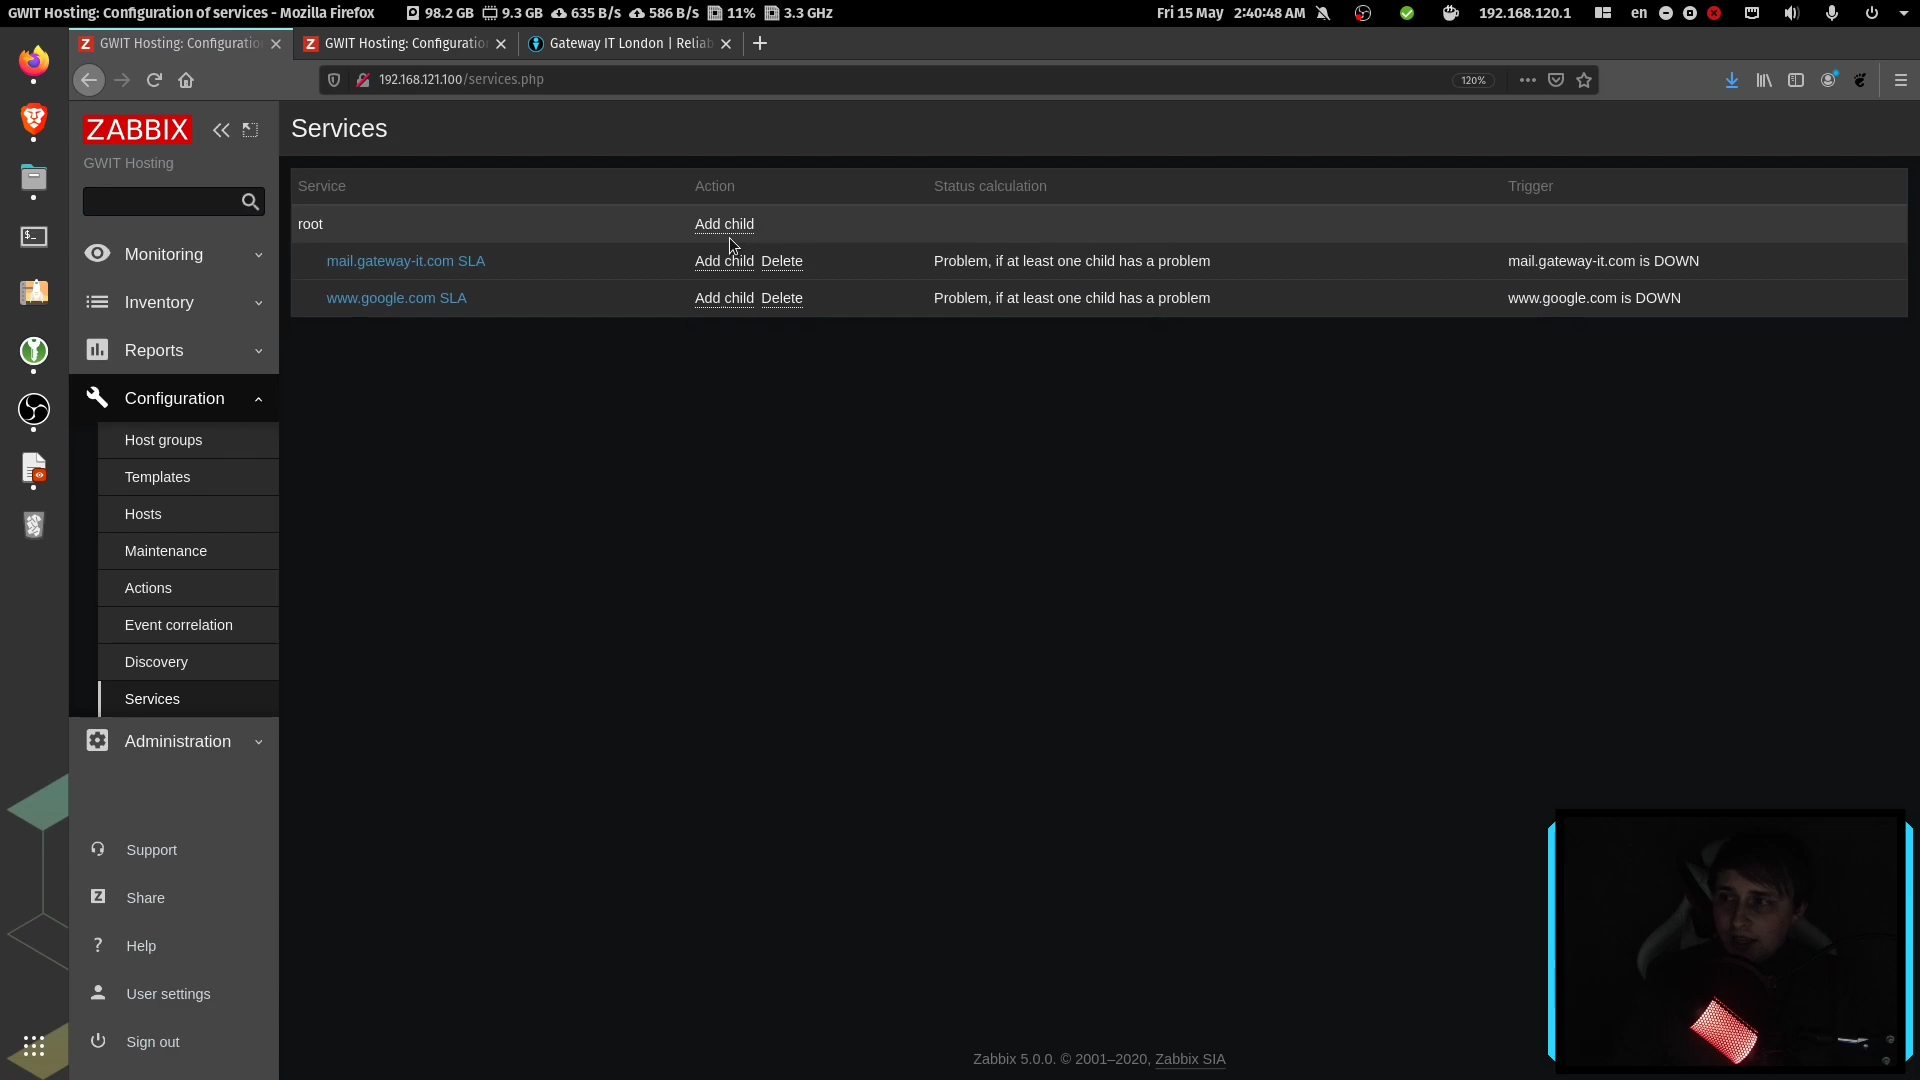 GWIT Hosting: Configuration of services - Mozilla Firefox
98.2 GB 9.3 GB 635 B/s 586 B/s 11% 3.3 GHz
Fri 15 May 2:40:48 AM
192.168.120.1
en
GWIT Hosting: Configuratio
GWIT Hosting: Configuration
Gateway IT London | Reliab
192.168.121.100/services.php
120%
ZABBIX
GWIT Hosting
Monitoring
Inventory
Reports
Configuration
Host groups
Templates
Hosts
Maintenance
Actions
Event correlation
Discovery
Services
Administration
Support
Share
Help
User settings
Sign out
Services
Service Action Status calculation Trigger
root Add child
mail.gateway-it.com SLA Add child Delete Problem, if at least one child has a problem mail.gateway-it.com is DOWN
www.google.com SLA Add child Delete Problem, if at least one child has a problem www.google.com is DOWN
Zabbix 5.0.0. © 2001–2020, Zabbix SIA